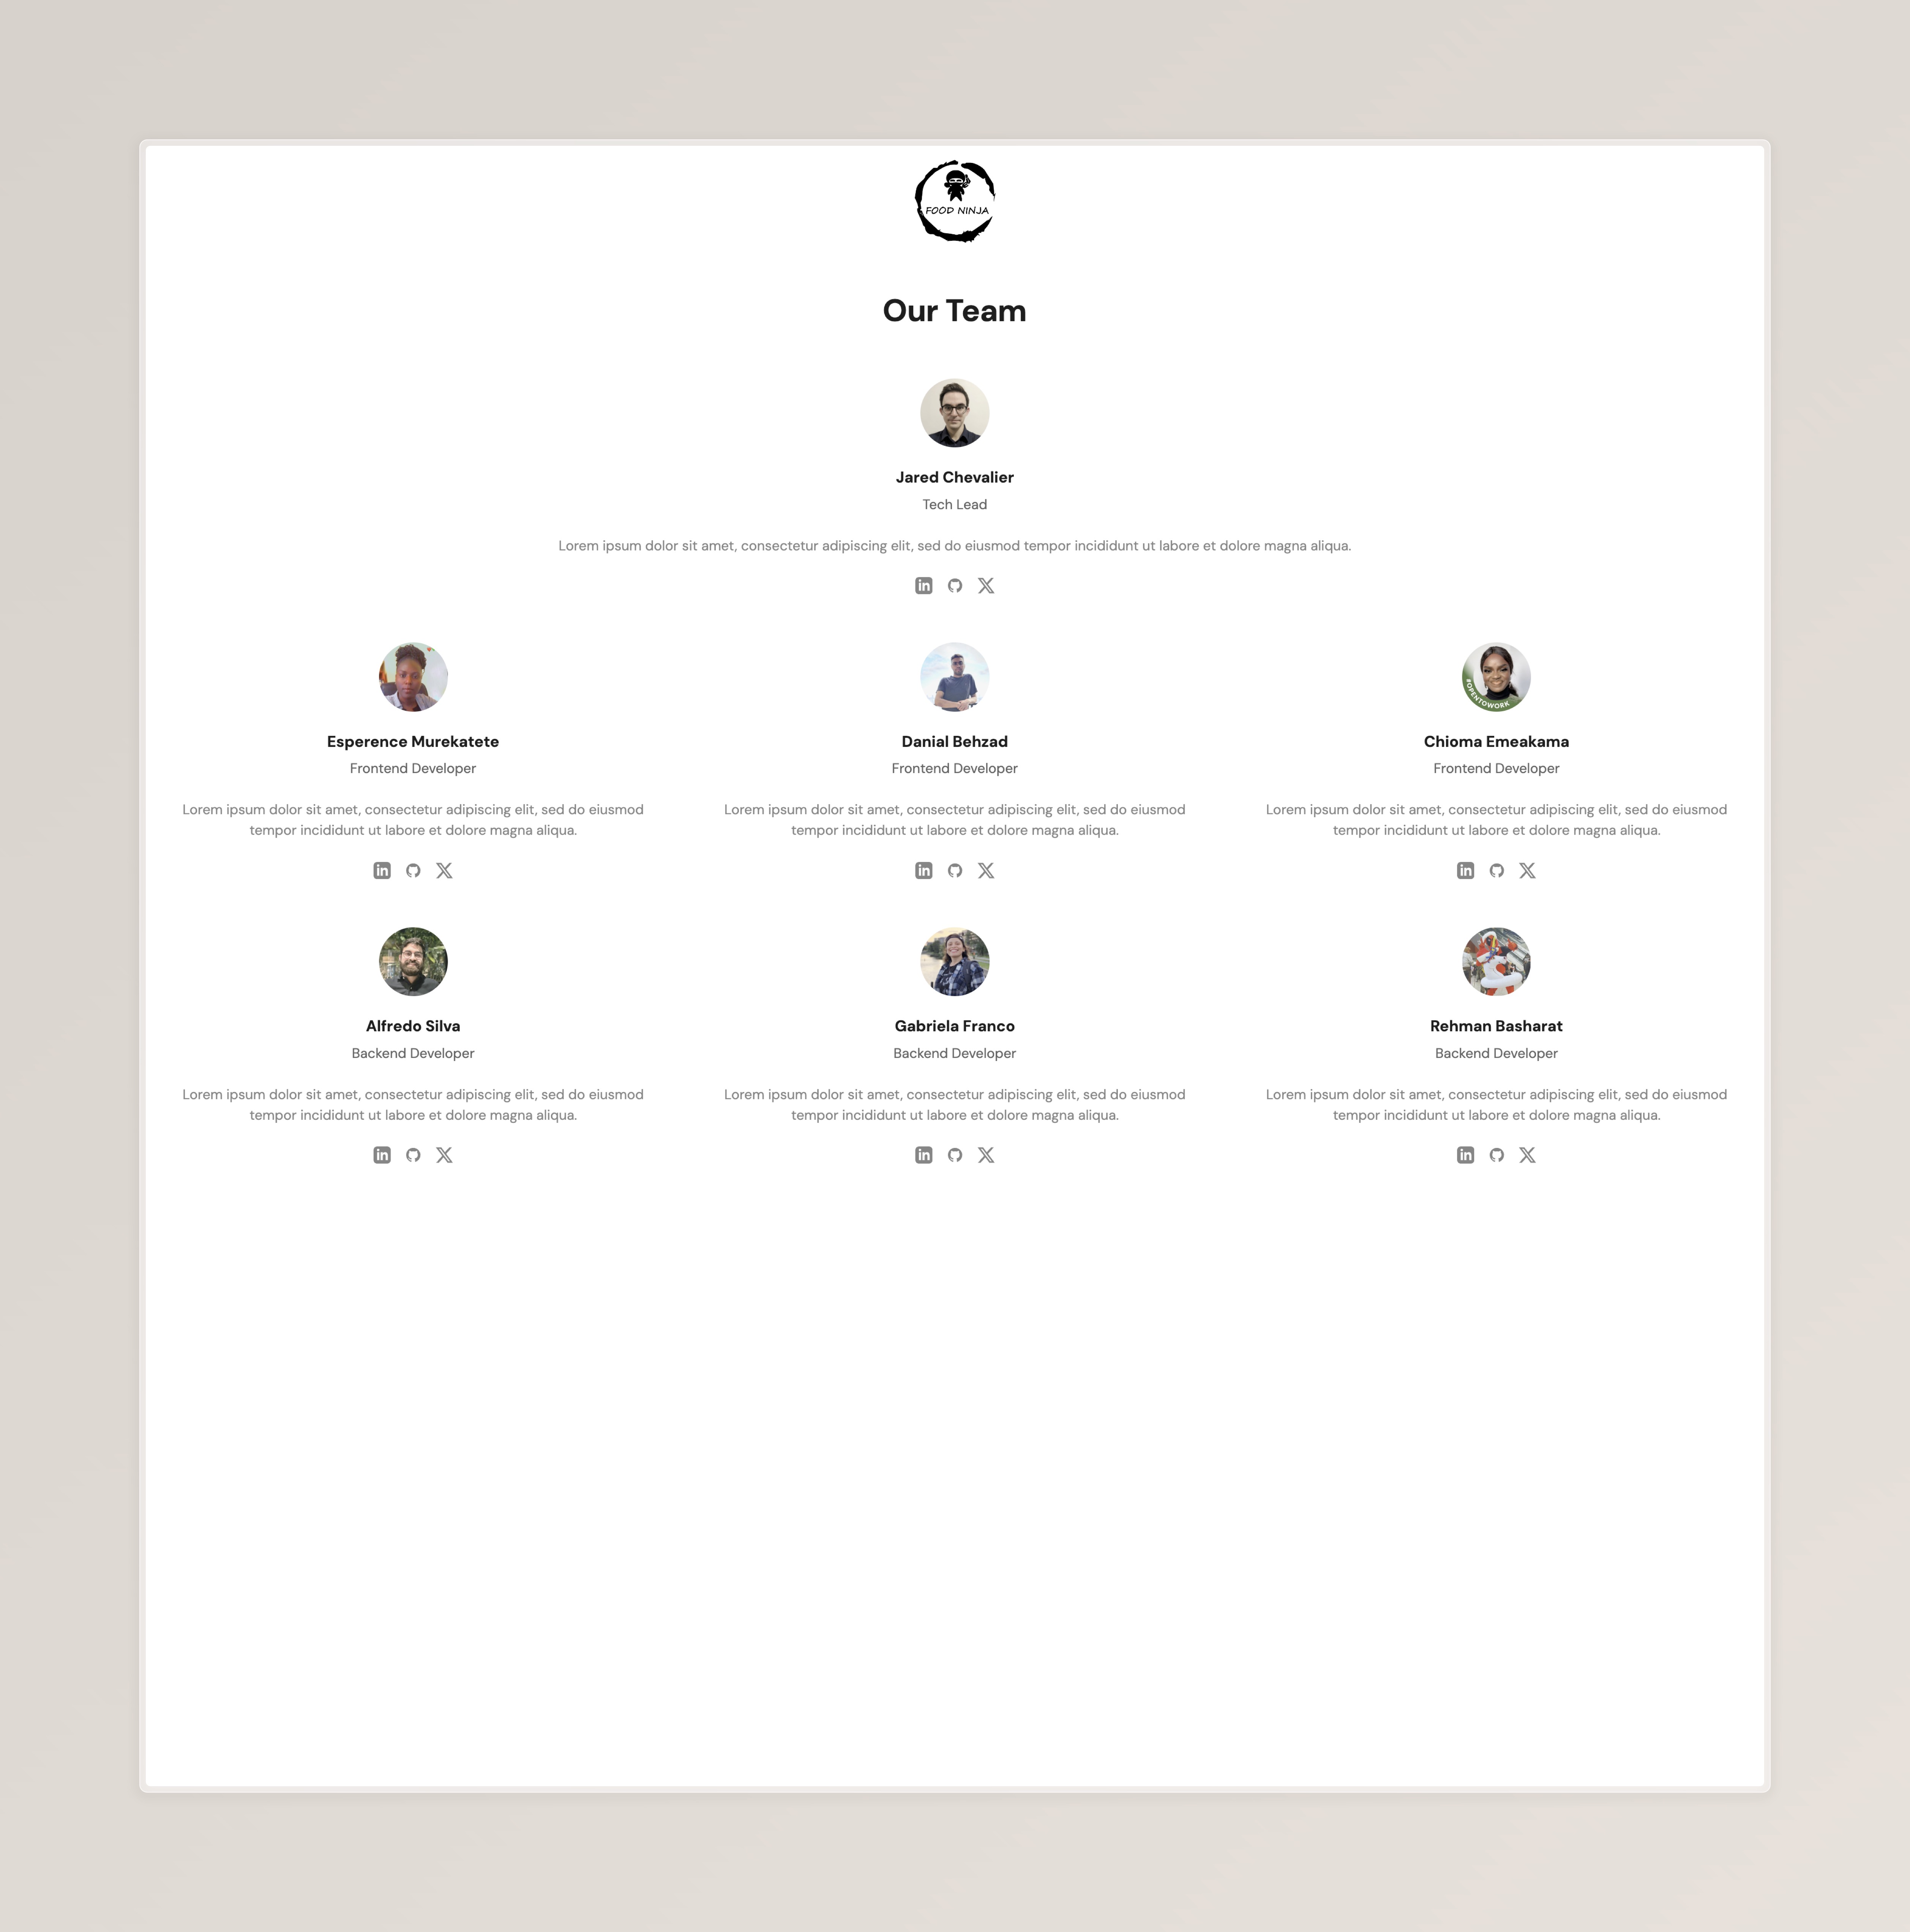 FOOD NINJA
Our Team
Jared Chevalier
Tech Lead
Lorem ipsum dolor sit amet, consectetur adipiscing elit, sed do eiusmod tempor incididunt ut labore et dolore magna aliqua.
in
Esperence Murekatete
Frontend Developer
Lorem ipsum dolor sit amet, consectetur adipiscing elit, sed do eiusmod
tempor incididunt ut labore et dolore magna aliqua.
in
Danial Behzad
Frontend Developer
Lorem ipsum dolor sit amet, consectetur adipiscing elit, sed do eiusmod
tempor incididunt ut labore et dolore magna aliqua.
in
#OPENTOWORK
Chioma Emeakama
Frontend Developer
Lorem ipsum dolor sit amet, consectetur adipiscing elit, sed do eiusmod
tempor incididunt ut labore et dolore magna aliqua.
in
Alfredo Silva
Backend Developer
Lorem ipsum dolor sit amet, consectetur adipiscing elit, sed do eiusmod
tempor incididunt ut labore et dolore magna aliqua.
in
Gabriela Franco
Backend Developer
Lorem ipsum dolor sit amet, consectetur adipiscing elit, sed do eiusmod
tempor incididunt ut labore et dolore magna aliqua.
in
Rehman Basharat
Backend Developer
Lorem ipsum dolor sit amet, consectetur adipiscing elit, sed do eiusmod
tempor incididunt ut labore et dolore magna aliqua.
in